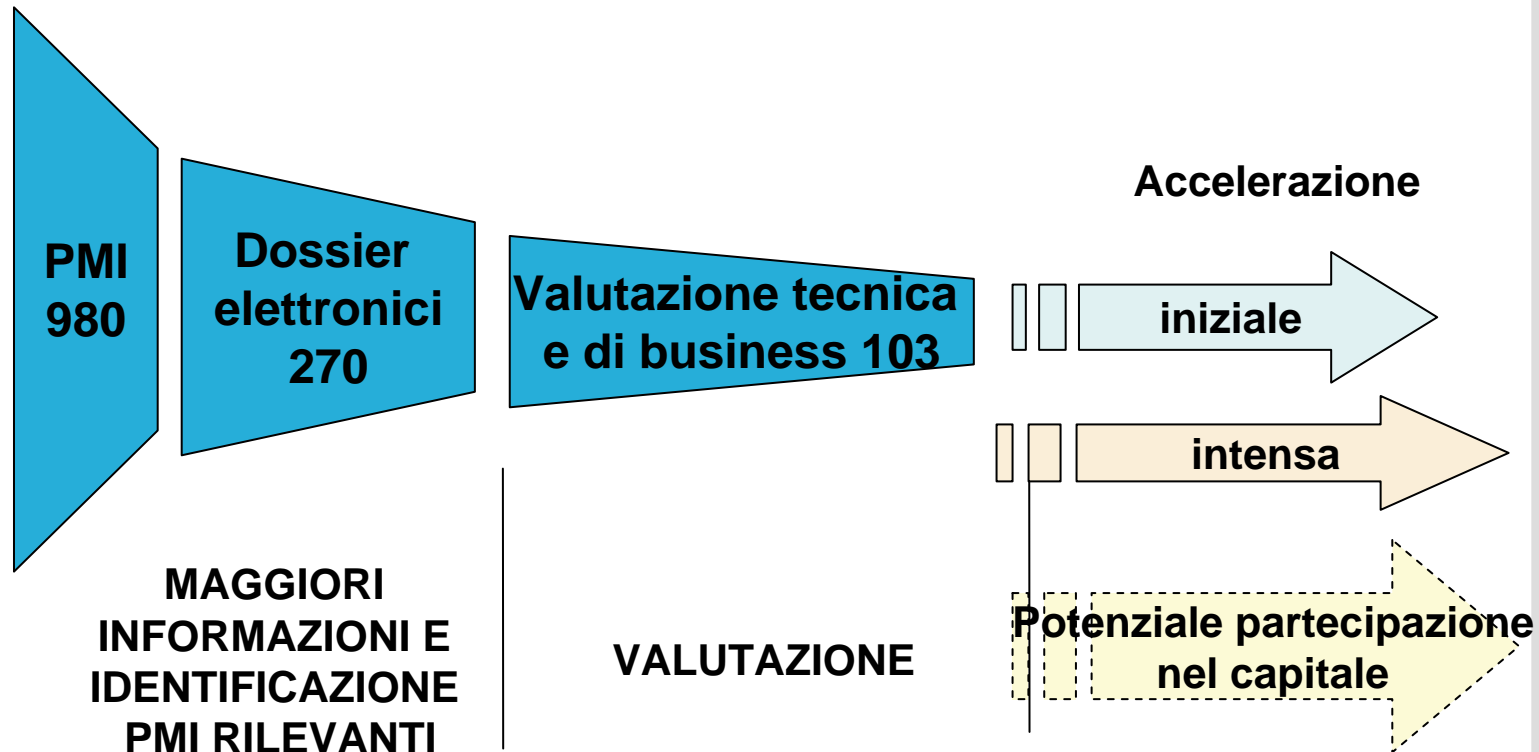 PMI
980
Dossier
elettronici
270
Valutazione tecnica
e di business 103
Accelerazione
iniziale
intensa
Potenziale partecipazione
nel capitale
MAGGIORI
INFORMAZIONI E
IDENTIFICAZIONE
PMI RILEVANTI
VALUTAZIONE